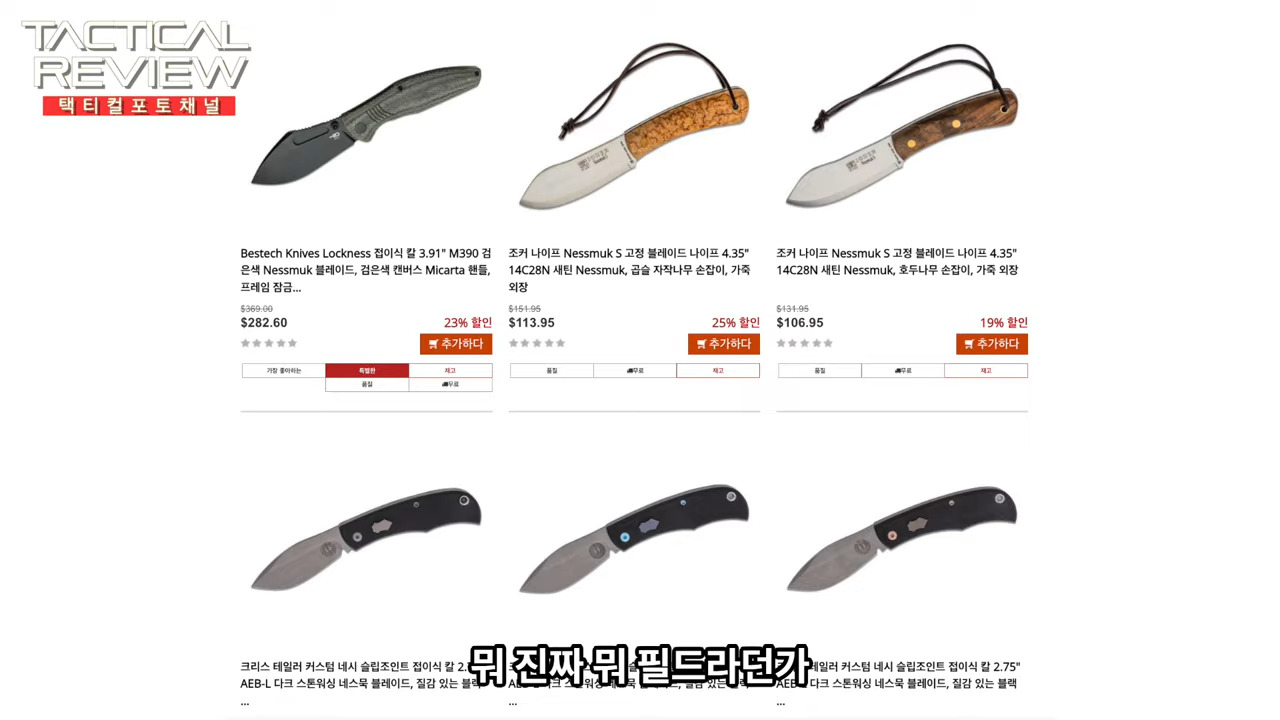 TACTICAL
REVIEW
택티컬포토채널
Bestech Knives Lockness 접이식 칼 3.91" M390 검
은색 Nessmuk 블레이드, 검은색 캔버스 Micarta 핸들,
프레임 잠금...
$369.00
$282.60
23% 할인
추가하다
가장 좋아하는
특별한
재고
품질
무료
조커 나이프 Nessmuk S 고정 블레이드 나이프 4.35"
14C28N 새틴 Nessmuk, 곱슬 자작나무 손잡이, 가죽
외장
$151.95
$113.95
25% 할인
추가하다
품질
무료
재고
조커 나이프 Nessmuk S 고정 블레이드 나이프 4.35"
14C28N 새틴 Nessmuk, 호두나무 손잡이, 가죽 외장
$131.95
$106.95
19% 할인
추가하다
품질
무료
재고
크리스 테일러 커스텀 네시 슬립조인트 접이식 칼 2.
AEB-L 다크 스톤워싱 네스묵 블레이드, 질감 있는 블랙
...
...
테일러 커스텀 네시 슬립조인트 접이식 칼 2.75"
다크 스톤워싱 네스묵 블레이드, 질감 있는 블랙
...
뭐 진짜 뭐 필드라던가